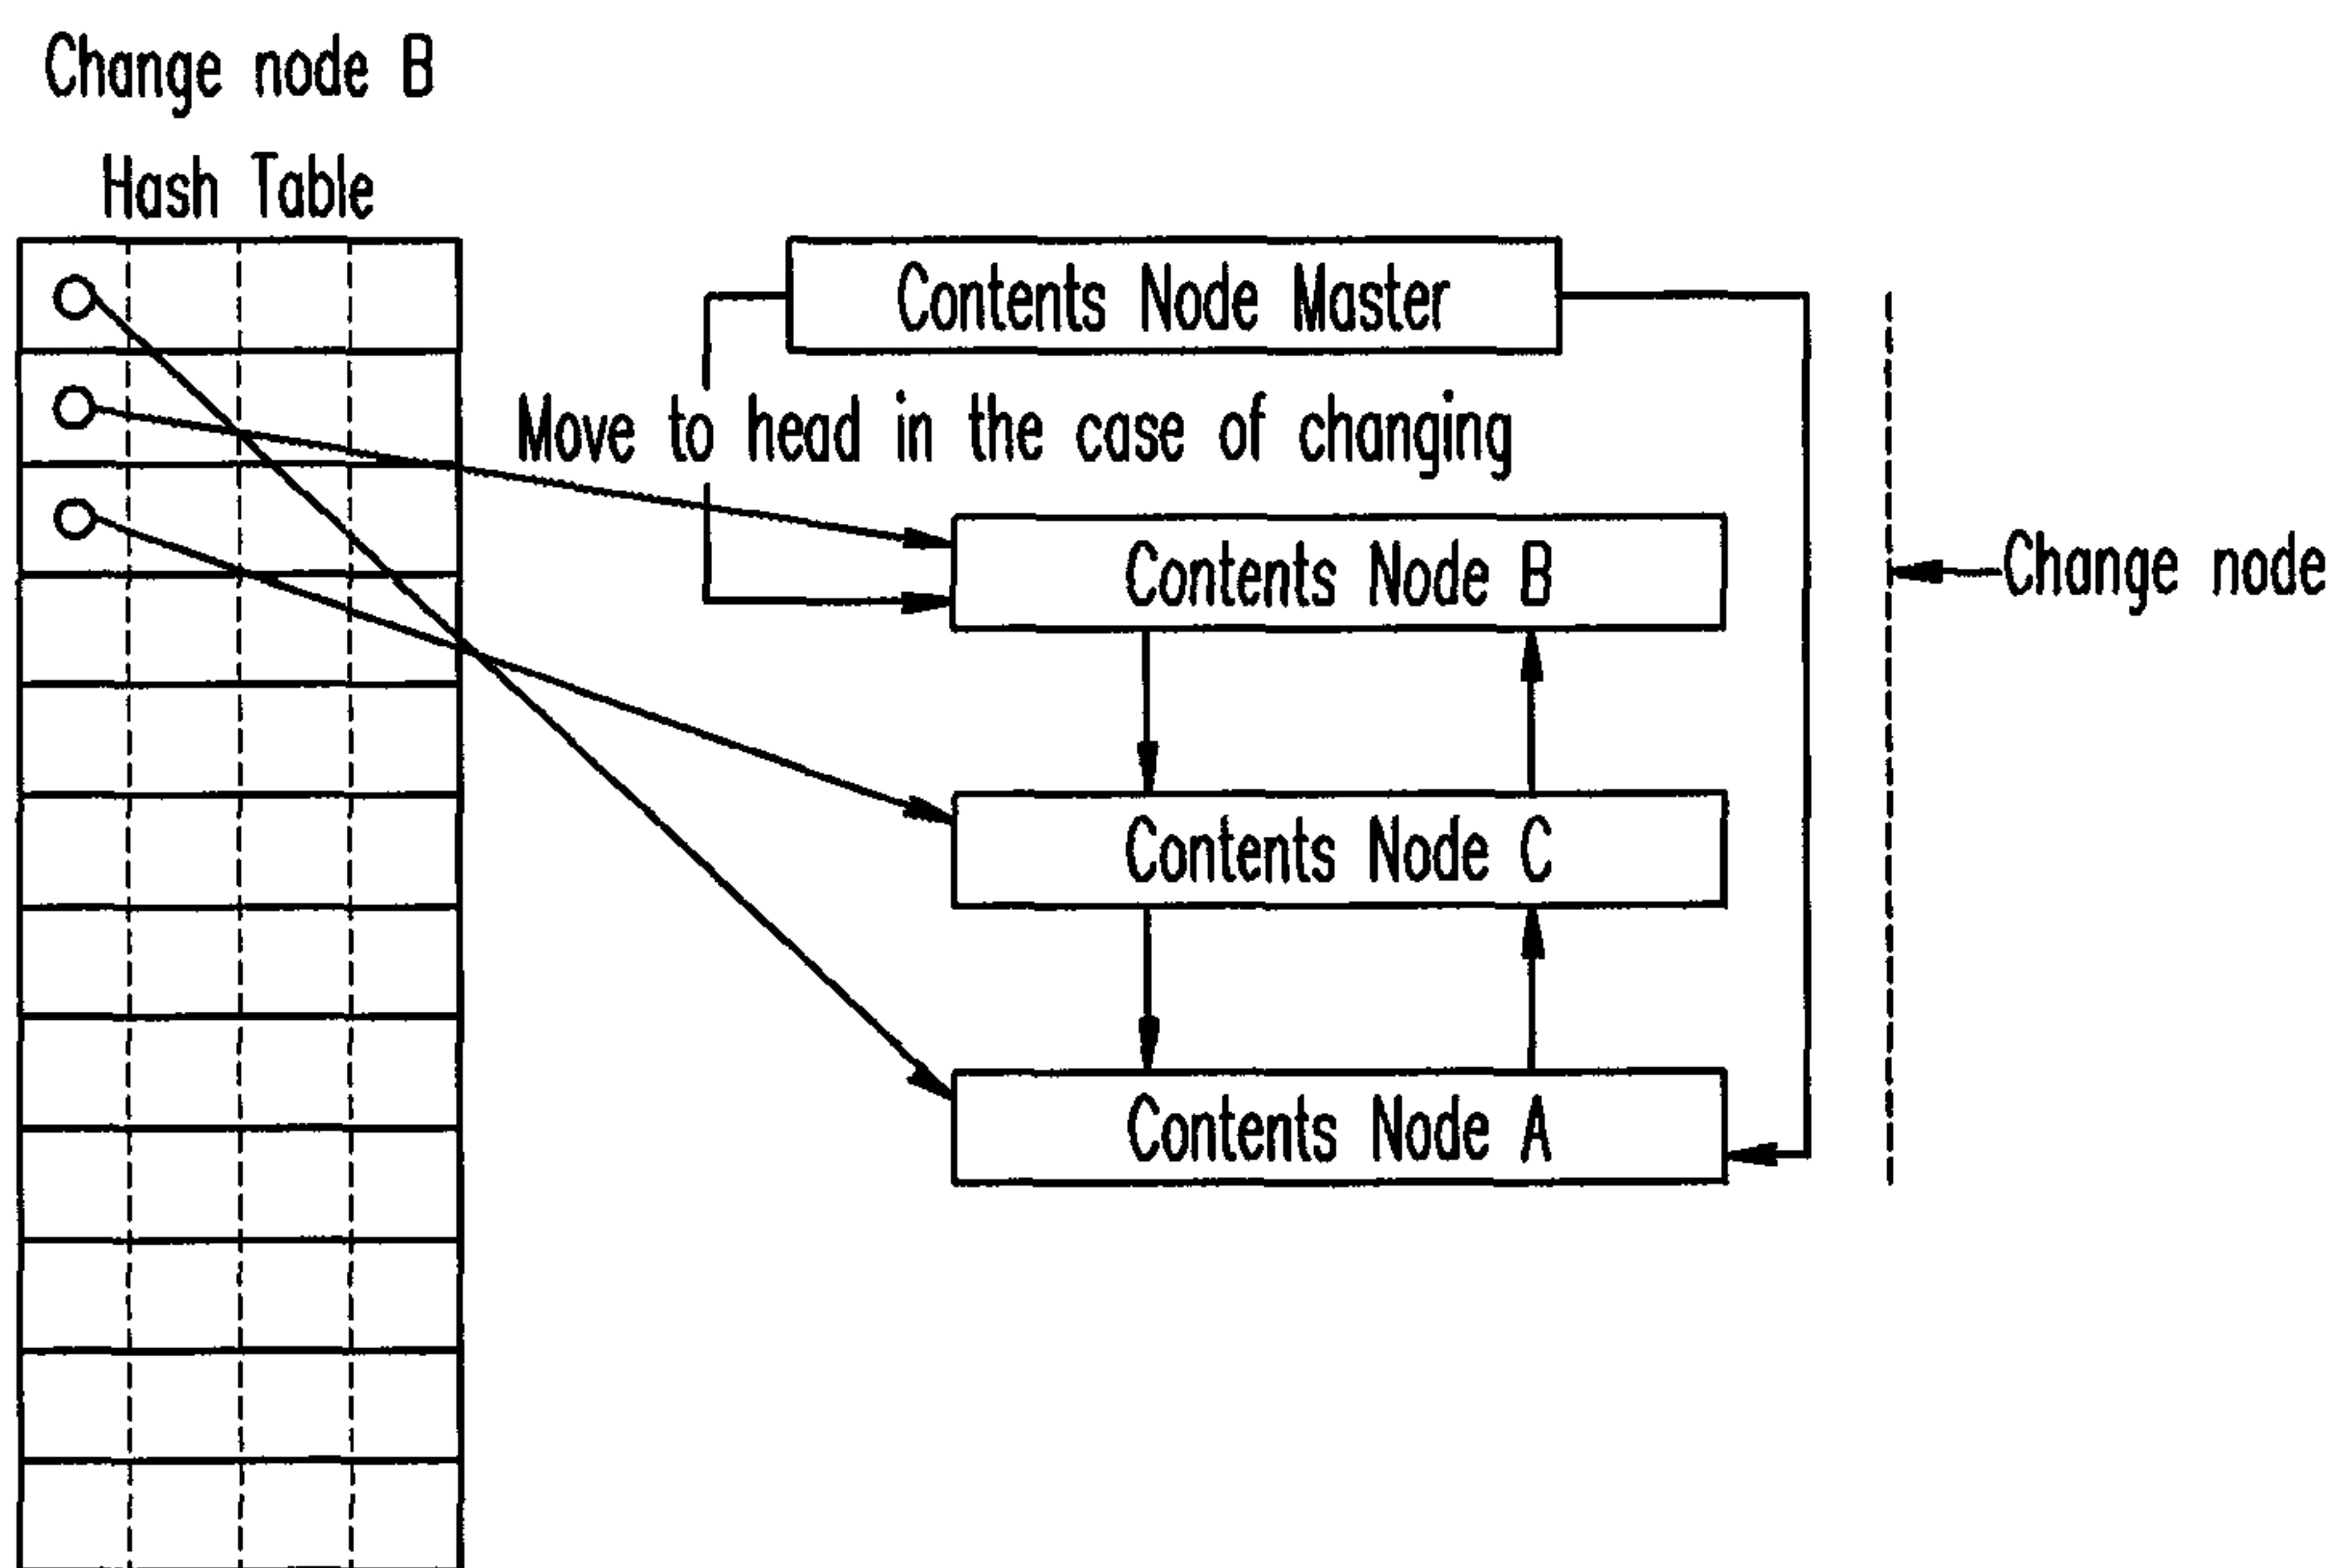 Change node B
Hash Table
Contents Node Master
Move to head in the case of changing
Contents Node B
Change node
Contents Node C
Contents Node A